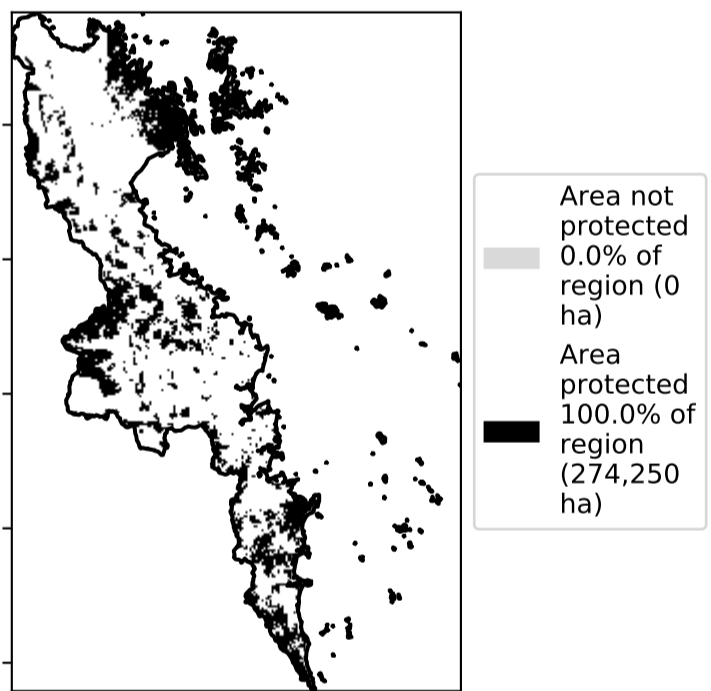 Area not
protected
0.0% of
region (0
ha)
Area
protected
100.0% of
region
(274,250
ha)